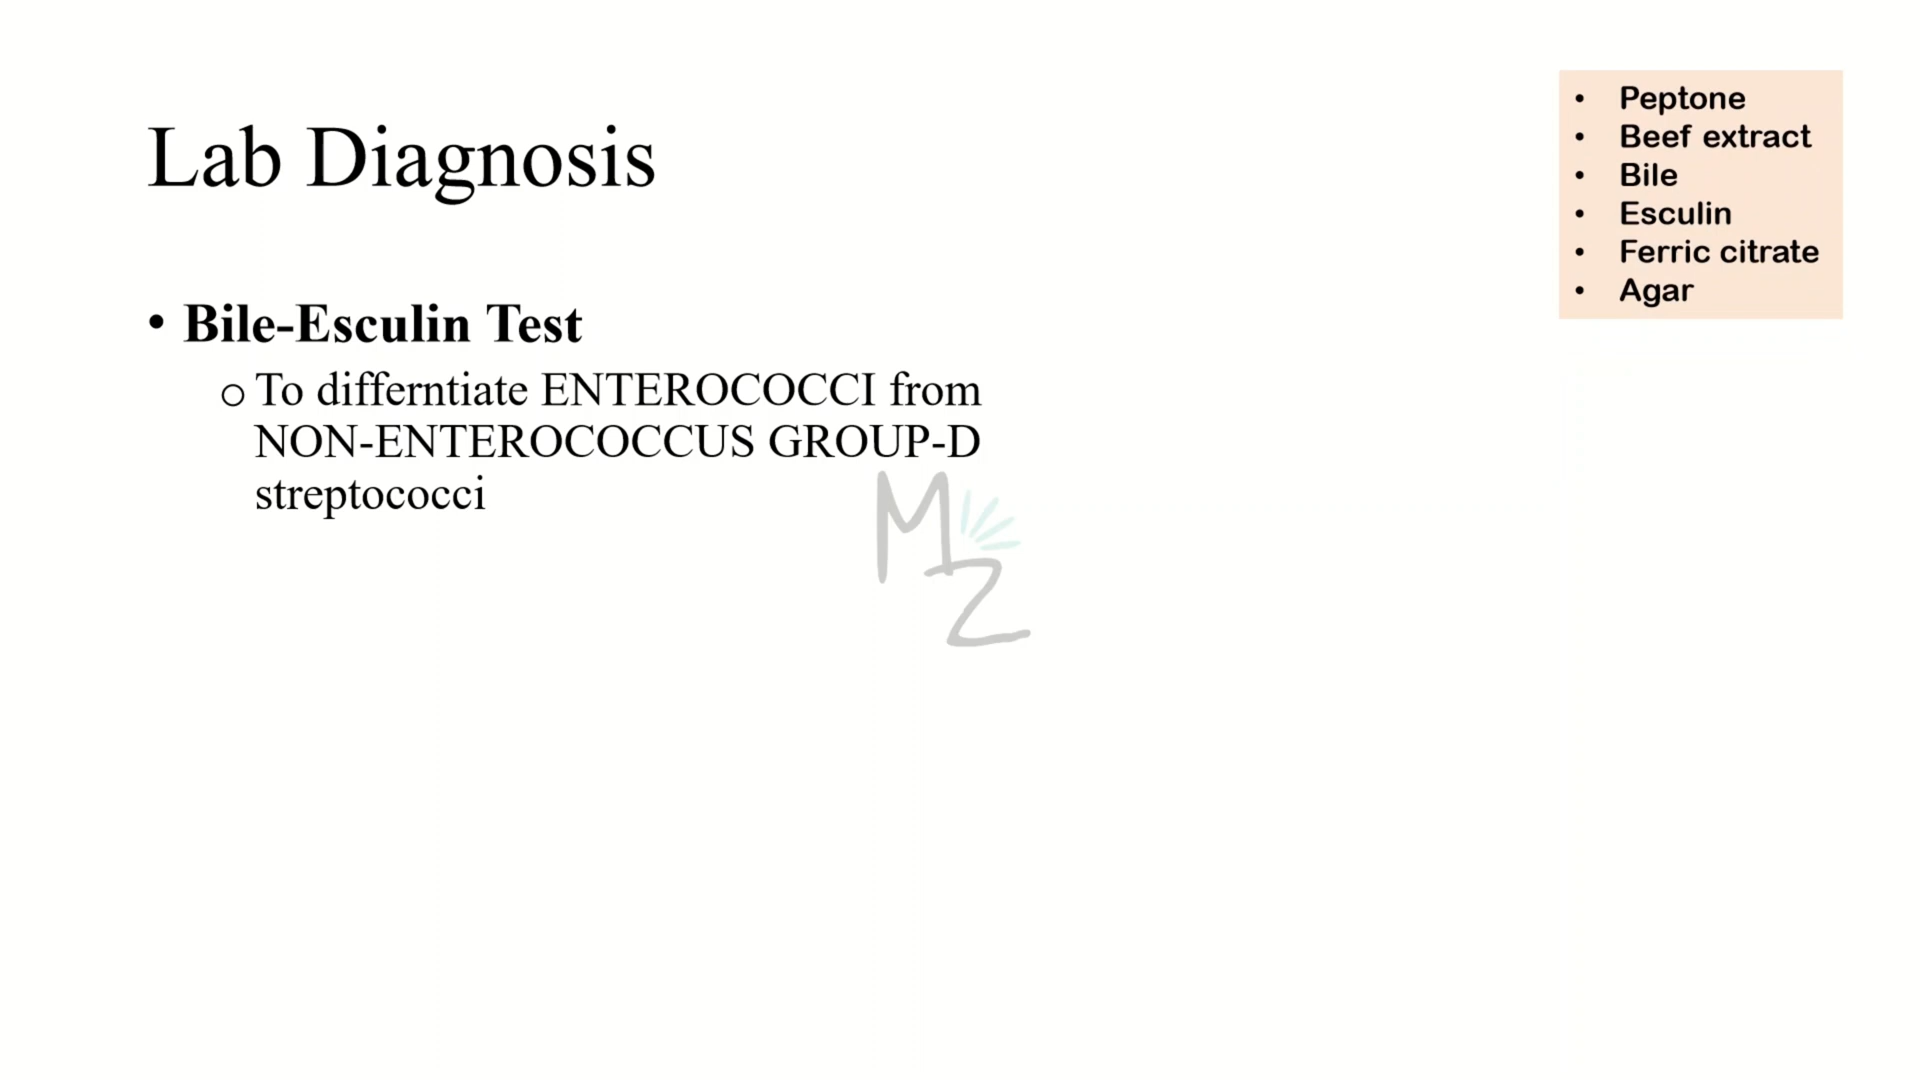 Lab Diagnosis
• Bile-Esculin Test
o To differntiate ENTEROCOCCI from
NON-ENTEROCOCCUS GROUP-D
streptococci
MZ
• Peptone
• Beef extract
• Bile
• Esculin
• Ferric citrate
• Agar